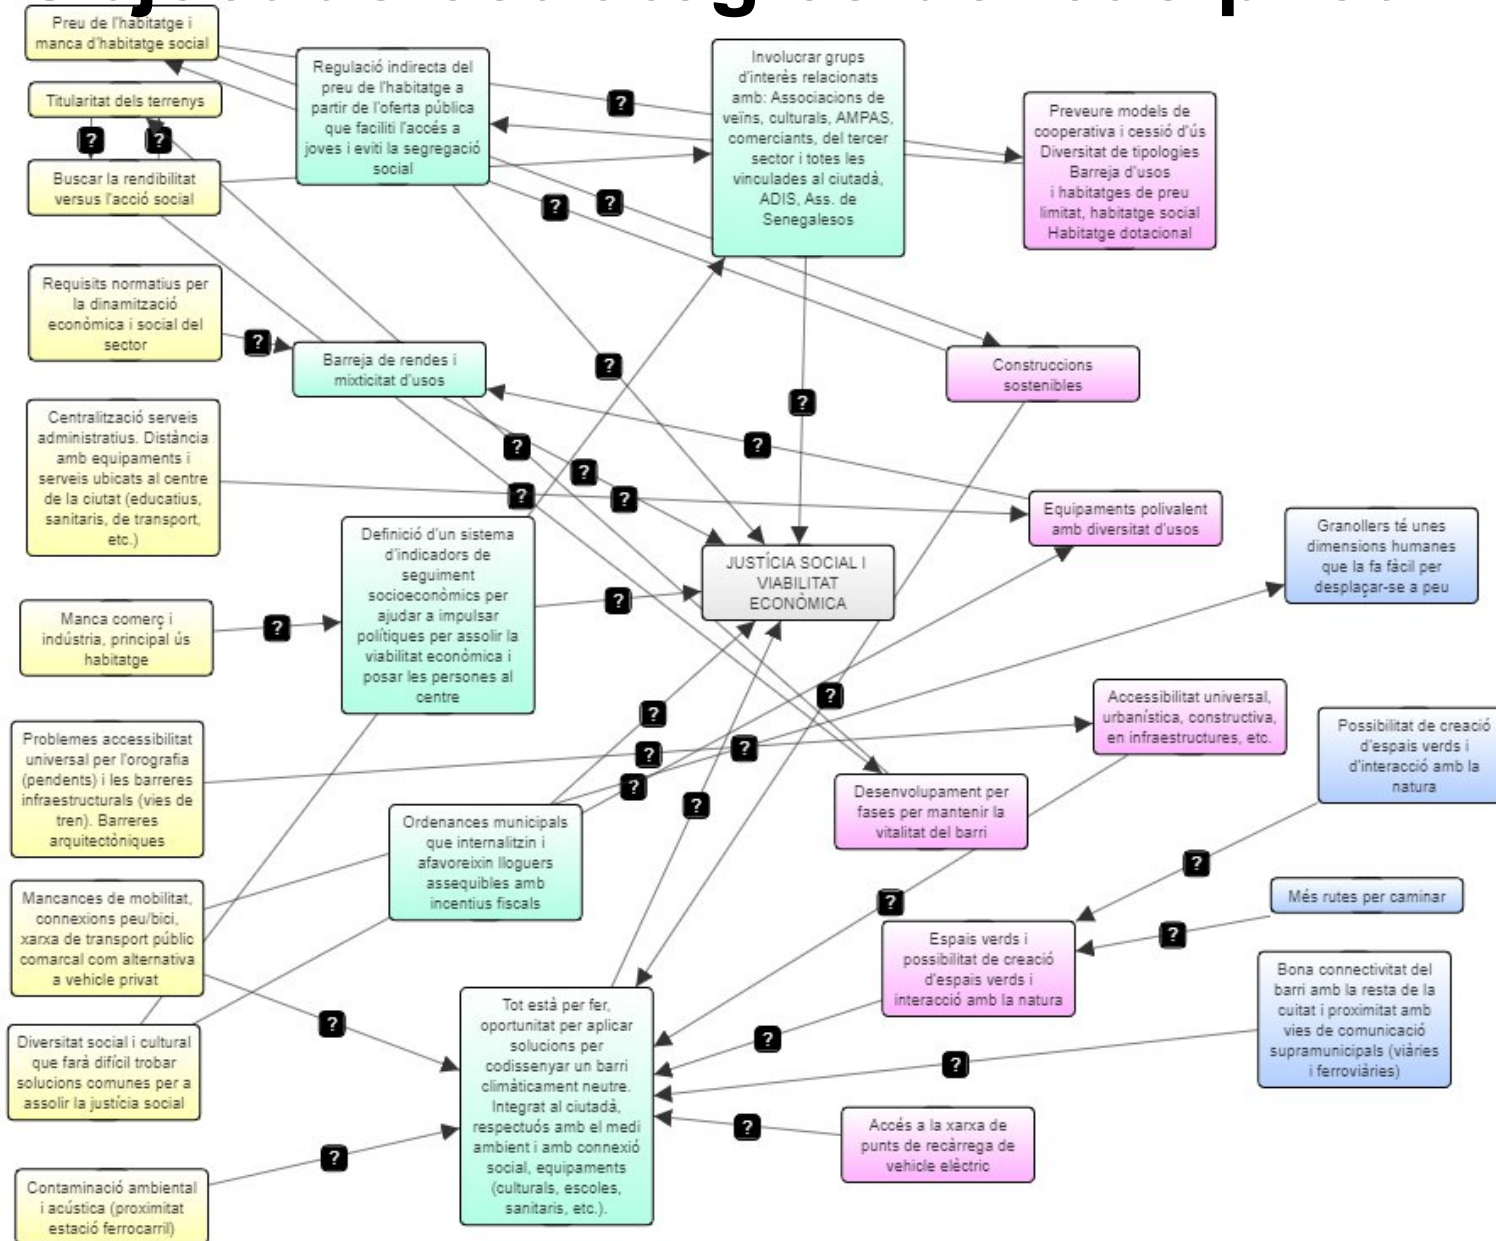 Preu de l'habitatge i
manca d'habitatge social
Titularitat dels terrenys
?
?
Buscar la rendibilitat
versus l'acció social
Requisits normatius per
la dinamització
econòmica i social del
sector
?
Centralització serveis
administratius. Distància
amb equipaments i
serveis ubicats al centre
de la ciutat (educatius,
sanitaris, de transport,
etc.)
Manca comerç i
indústria, principal ús
habitatge
?
Problemes accessibilitat
universal per l'orografia
(pendents) i les barreres
infraestructurals (vies de
tren). Barreres
arquitectòniques
Mancances de mobilitat,
connexions peu/bici,
xarxa de transport públic
comarcal com alternativa
a vehicle privat
?
Diversitat social i cultural
que farà difícil trobar
solucions comunes per a
assolir la justícia social
Contaminació ambiental
i acústica (proximitat
estació ferrocarril)
?
Regulació indirecta del
preu de l'habitatge a
partir de l'oferta pública
que faciliti l'accés a
joves i eviti la segregació
social
?
?
?
Barreja de rendes i
mixticitat d'usos
?
?
?
?
?
Definició d'un sistema
d'indicadors de
seguiment
socioeconòmics per
ajudar a impulsar
polítiques per assolir la
viabilitat econòmica i
posar les persones al
centre
?
Ordenances municipals
que internalitzin i
afavoreixin lloguers
assequibles amb
incentius fiscals
?
?
?
?
?
Tot està per fer,
oportunitat per aplicar
solucions per
codissenyar un barri
climàticament neutre.
Integrat al ciutadà,
respectuós amb el medi
ambient i amb connexió
social, equipaments
(culturals, escoles,
sanitaris, etc.).
Involucrar grups
d'interès relacionats
amb: Associacions de
veïns, culturals, AMPAS,
comerciants, del tercer
sector i totes les
vinculades al ciutadà,
ADIS, Ass. de
Senegalesos
?
?
JUSTÍCIA SOCIAL I
VIABILITAT
ECONÒMICA
?
Preveure models de
cooperativa i cessió d'ús
Diversitat de tipologies
Barreja d'usos
i habitatges de preu
limitat, habitatge social
Habitatge dotacional
Construccions
sostenibles
Equipaments polivalent
amb diversitat d'usos
Accessibilitat universal,
urbanística, constructiva,
en infraestructures, etc.
Desenvolupament per
fases per mantenir la
vitalitat del barri
?
Espais verds i
possibilitat de creació
d'espais verds i
interacció amb la natura
?
?
?
Accés a la xarxa de
punts de recàrrega de
vehicle elèctric
Granollers té unes
dimensions humanes
que la fa fàcil per
desplaçar-se a peu
Possibilitat de creació
d'espais verds i
d'interacció amb la
natura
?
Més rutes per caminar
?
Bona connectivitat del
barri amb la resta de la
cuitat i proximitat amb
vies de comunicació
supramunicipals (viàries
i ferroviàries)